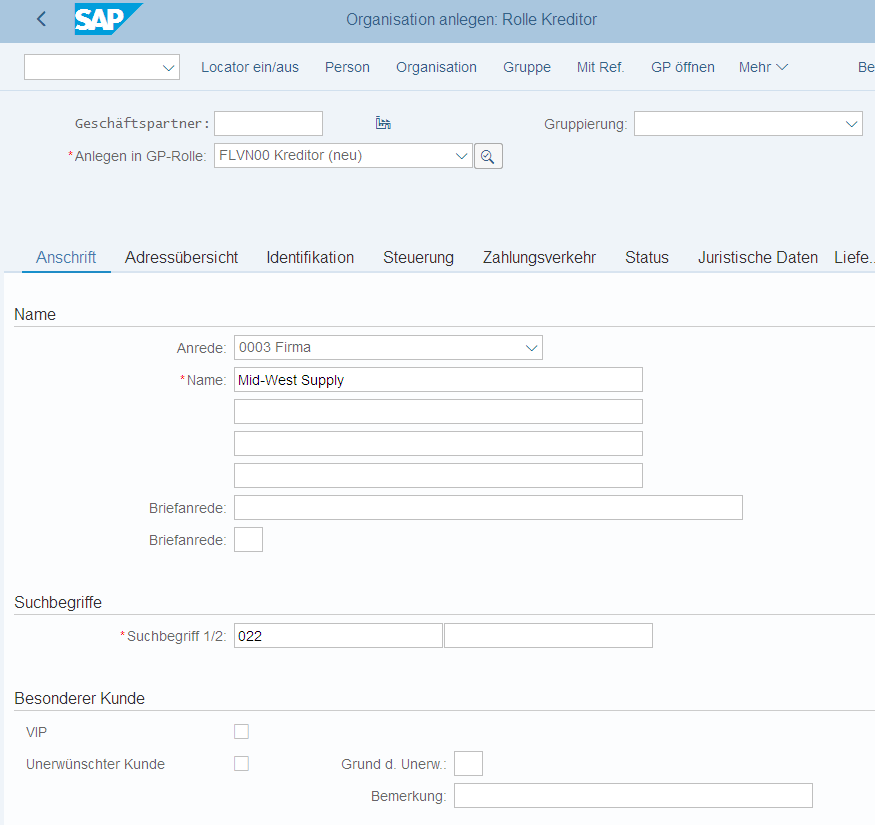 SAP Organisation anlegen: Rolle Kreditor
Locator ein/aus Person Organisation Gruppe Mit Ref. GP öffnen Mehr Be
Geschäftspartner: Gruppierung:
*Anlegen in GP-Rolle: FLVN00 Kreditor (neu)
Anschrift Adressübersicht Identifikation Steuerung Zahlungsverkehr Status Juristische Daten Liefe..
Name
Anrede: 0003 Firma
*Name: Mid-West Supply
Briefanrede:
Briefanrede:
Suchbegriffe
*Suchbegriff 1/2: 022
Besonderer Kunde
VIP
Unerwünschter Kunde Grund d. Unerw.:
Bemerkung: